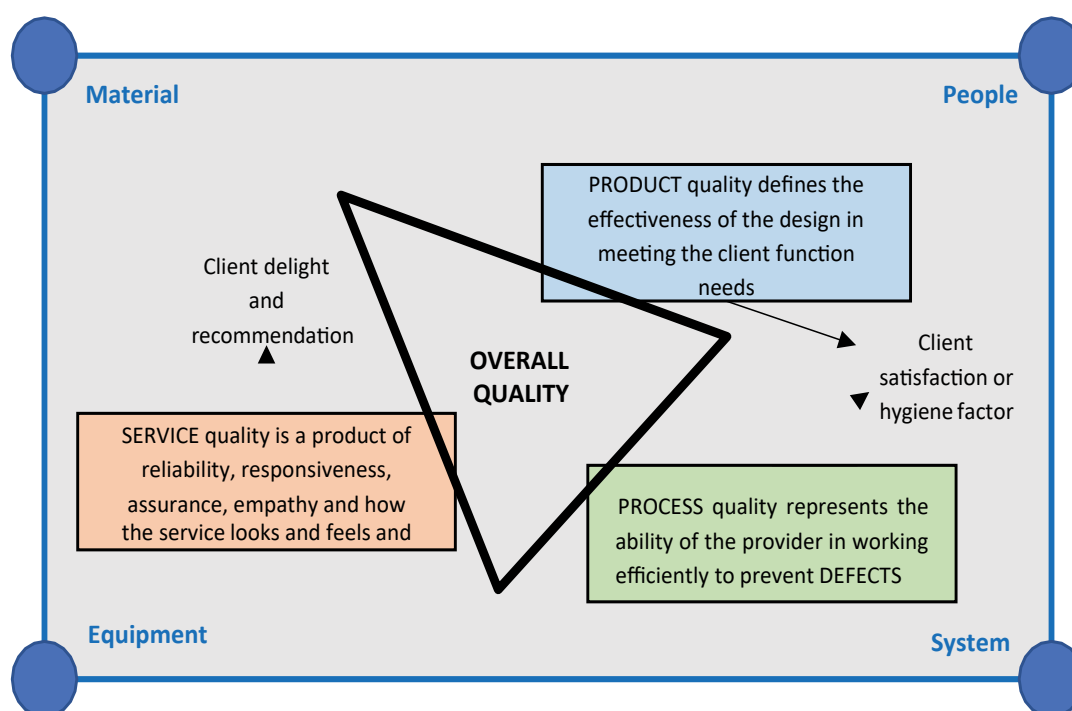 Material
People
PRODUCT quality defines the
effectiveness of the design in
meeting the client function
needs
Client delight
and
recommendation
OVERALL
QUALITY
Client
satisfaction or
hygiene factor
SERVICE quality is a product of
reliability, responsiveness,
assurance, empathy and how
the service looks and feels and
PROCESS quality represents the
ability of the provider in working
efficiently to prevent DEFECTS
Equipment
System